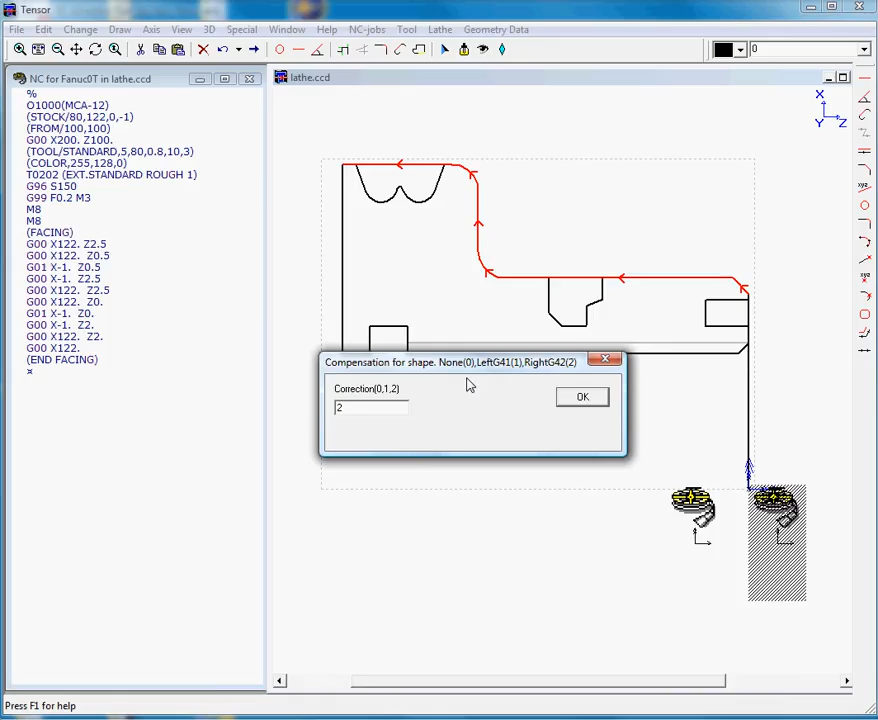 Tensor
File Edit Change Draw Axis View 3D Special Window Help NC-jobs Tool Lathe Geometry Data
0
NC for Fanuc0T in lathe.ccd
%
O1000(MCA-12)
(STOCK/80,122,0,-1)
(FROM/100,100)
G00 X200. Z100.
(TOOL/STANDARD,5,80,0.8,10,3)
(COLOR,255,128,0)
T0202 (EXT.STANDARD ROUGH 1)
G96 S150
G99 F0.2 M3
M8
M8
(FACING)
G00 X122. Z2.5
G00 X122. Z0.5
G01 X-1. Z0.5
G00 X-1. Z2.5
G00 X122. Z2.5
G00 X122. Z0.
G01 X-1. Z0.
G00 X-1. Z2.
G00 X122. Z2.
G00 X122.
(END FACING)
¤
lathe.ccd
X
Y Z
Compensation for shape. None(0),LeftG41(1),RightG42(2)
Correction(0,1,2)
2
OK
Press F1 for help